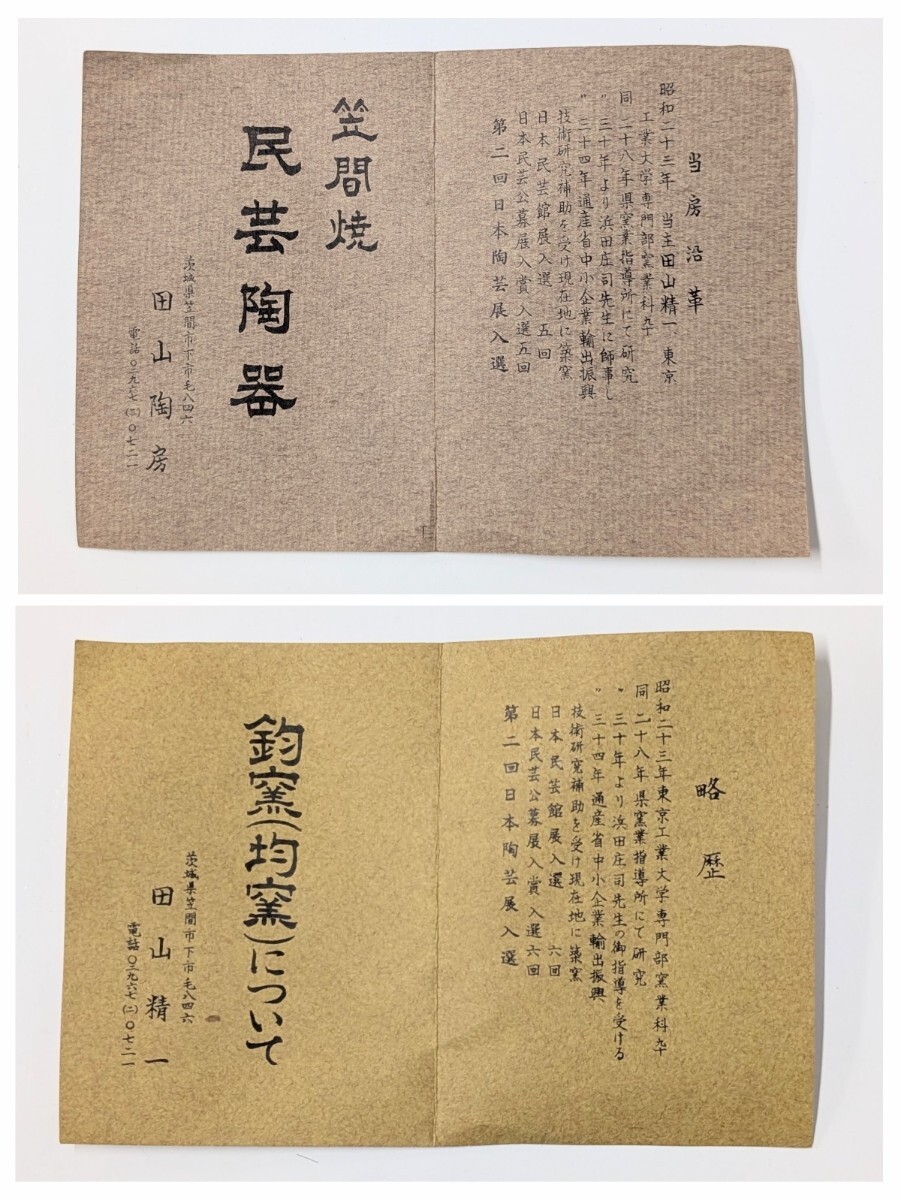 当房沿革
昭和二十三年 当主田山精一、東京
工業大学専門部窯業科卆
同 二十八年県窯業指導所にて研究
〃 三十年より浜田庄司先生に師事し
〃 三十四年通産省中小企業輸出振興
技術研究補助を受け現在地に築窯
日本民芸館展入選 五回
日本民芸公募展入賞 入選五回
第二回日本陶芸展入選
笠間焼
民芸陶器
茨城県笠間市下市毛八四六
田山陶房
電話〇二九六七(二)〇七二一
略歴
昭和二十三年東京工業大学専門部窯業科卆
同 二十八年県窯業指導所にて研究
〃 三十年より浜田庄司先生の御指導を受ける
〃 三十四年通産省中小企業輸出振興
技術研究補助を受け現在地に築窯
日本民芸館展入選 六回
日本民芸公募展入賞 入選六回
第二回日本陶芸展入選
鈞窯(均窯)について
茨城県笠間市下市毛八四六
田山精一
電話〇二九六七(二)〇七二一